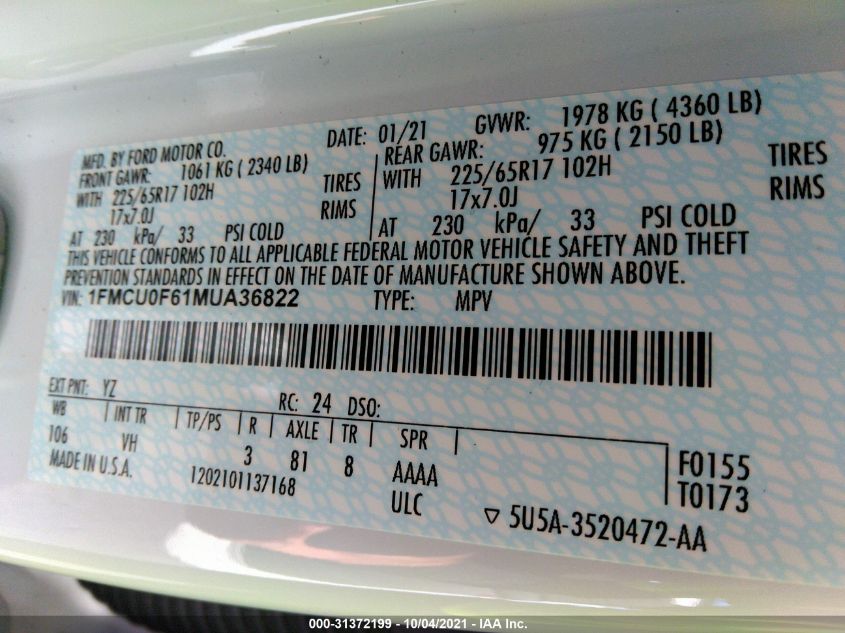 MFD. BY FORD MOTOR CO. DATE: 01/21 GVWR: 1978 KG ( 4360 LB)
FRONT GAWR: 1061 KG ( 2340 LB) REAR GAWR: 975 KG ( 2150 LB)
WITH 225/65R17 102H TIRES WITH 225/65R17 102H TIRES
17x7.0J RIMS 17x7.0J RIMS
AT 230 kPa/ 33 PSI COLD AT 230 kPa/ 33 PSI COLD
THIS VEHICLE CONFORMS TO ALL APPLICABLE FEDERAL MOTOR VEHICLE SAFETY AND THEFT
PREVENTION STANDARDS IN EFFECT ON THE DATE OF MANUFACTURE SHOWN ABOVE.
VIN: 1FMCU0F61MUA36822 TYPE: MPV
EXT PNT: YZ RC: 24 DSO:
WB INT TR TP/PS R AXLE TR SPR
106 VH 3 81 8 AAAA F0155
MADE IN U.S.A. 1202101137168 ULC T0173
▽ 5U5A-3520472-AA
000-31372199 - 10/04/2021 - IAA Inc.